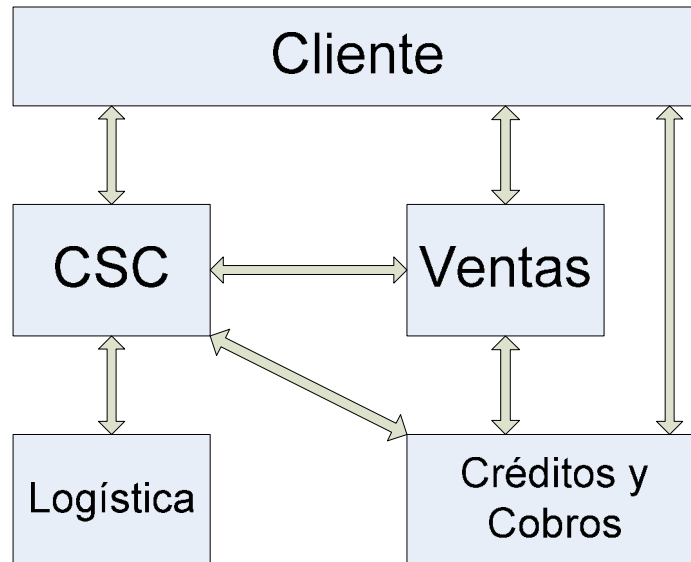 Cliente
CSC
Ventas
Logística
Créditos y
Cobros